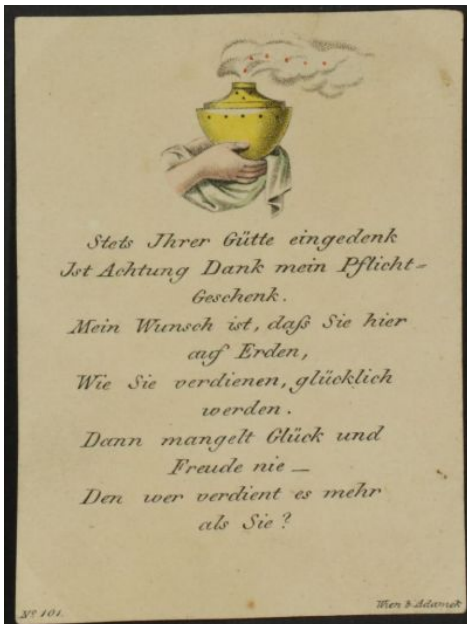 Stets Ihrer Gütte eingedenk
Ist Achtung Dank mein Pflicht=
Geschenk.
Mein Wunsch ist, daß Sie hier
auf Erden,
Wie Sie verdienen, glücklich
werden.
Dann mangelt Glück und
Freude nie —
Den wer verdient es mehr
als Sie?
No 101.
Wien b. Adamek